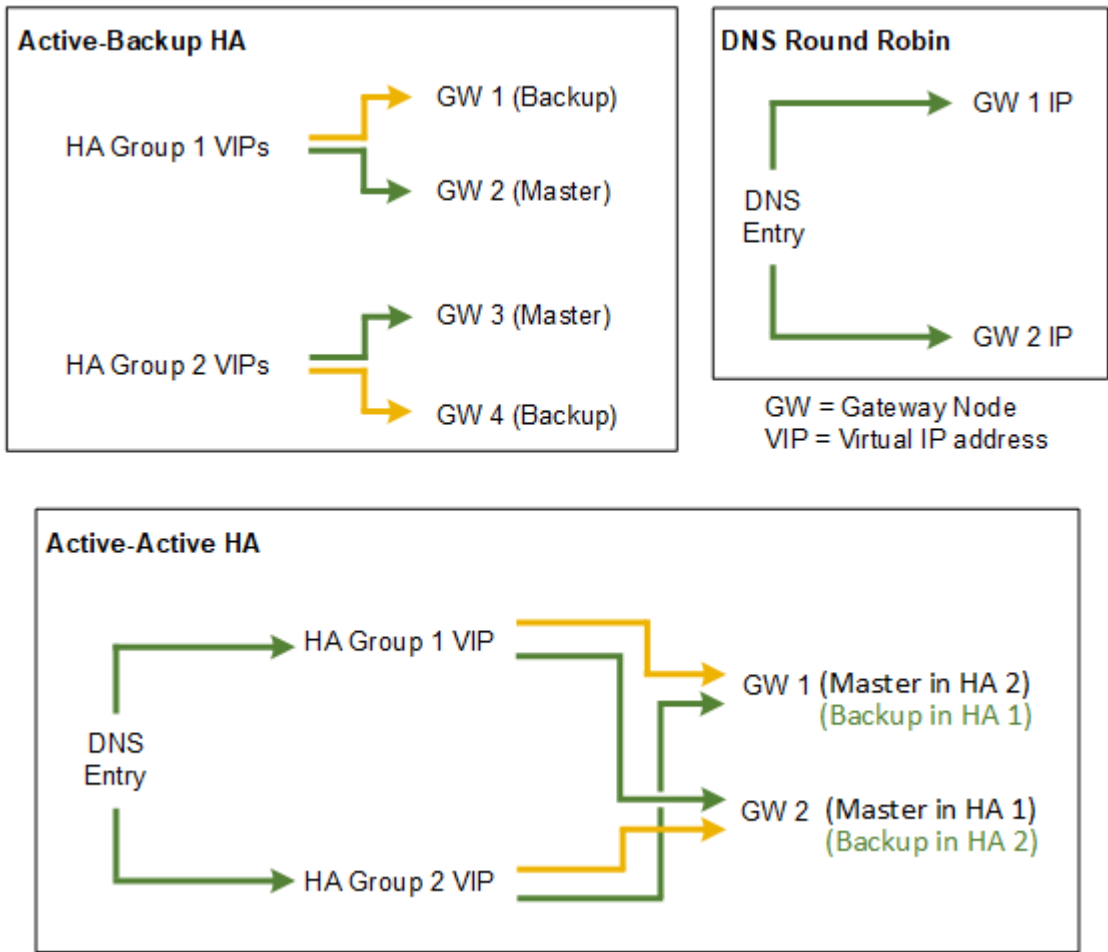 Active-Backup HA
GW 1 (Backup)
HA Group 1 VIPs
GW 2 (Master)
GW 3 (Master)
HA Group 2 VIPs
GW 4 (Backup)
DNS Round Robin
GW 1 IP
DNS
Entry
GW 2 IP
GW = Gateway Node
VIP = Virtual IP address
Active-Active HA
HA Group 1 VIP
GW 1 (Master in HA 2)
(Backup in HA 1)
DNS
Entry
GW 2 (Master in HA 1)
(Backup in HA 2)
HA Group 2 VIP